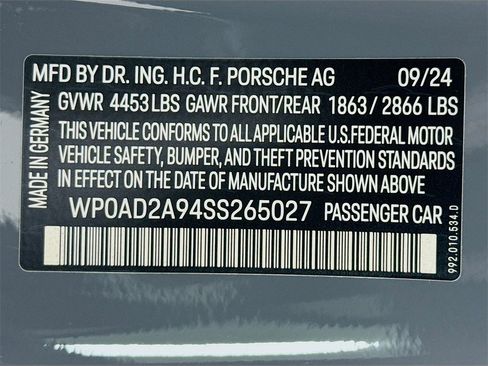 MFD BY DR. ING. H.C. F. PORSCHE AG 09/24
GVWR 4453 LBS GAWR FRONT/REAR 1863 / 2866 LBS
THIS VEHICLE CONFORMS TO ALL APPLICABLE U.S.FEDERAL MOTOR
VEHICLE SAFETY, BUMPER, AND THEFT PREVENTION STANDARDS
IN EFFECT ON THE DATE OF MANUFACTURE SHOWN ABOVE.
WP0AD2A94SS265027 PASSENGER CAR
MADE IN GERMANY
992.010.534.D